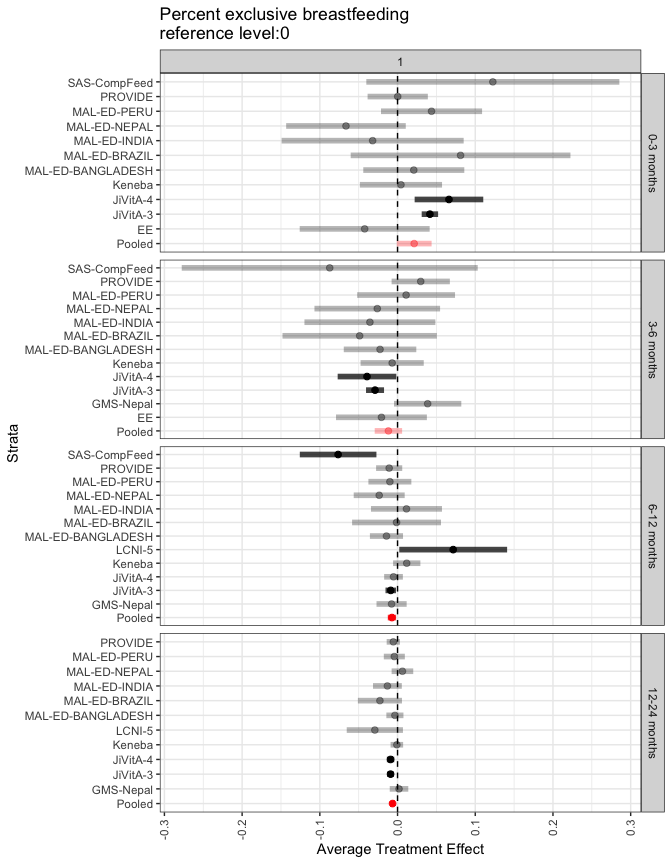 Percent exclusive breastfeeding
reference level:0
1
SAS-CompFeed
PROVIDE
MAL-ED-PERU
MAL-ED-NEPAL
MAL-ED-INDIA
MAL-ED-BRAZIL
MAL-ED-BANGLADESH
Keneba
JiVitA-4
JiVitA-3
EE
Pooled
0-3 months
SAS-CompFeed
PROVIDE
MAL-ED-PERU
MAL-ED-NEPAL
MAL-ED-INDIA
MAL-ED-BRAZIL
MAL-ED-BANGLADESH
Keneba
JiVitA-4
JiVitA-3
GMS-Nepal
EE
Pooled
3-6 months
SAS-CompFeed
PROVIDE
MAL-ED-PERU
MAL-ED-NEPAL
MAL-ED-INDIA
MAL-ED-BRAZIL
MAL-ED-BANGLADESH
LCNI-5
Keneba
JiVitA-4
JiVitA-3
GMS-Nepal
Pooled
6-12 months
PROVIDE
MAL-ED-PERU
MAL-ED-NEPAL
MAL-ED-INDIA
MAL-ED-BRAZIL
MAL-ED-BANGLADESH
LCNI-5
Keneba
JiVitA-4
JiVitA-3
GMS-Nepal
Pooled
12-24 months
Strata
-0.3 -0.2 -0.1 0.0 0.1 0.2 0.3
Average Treatment Effect